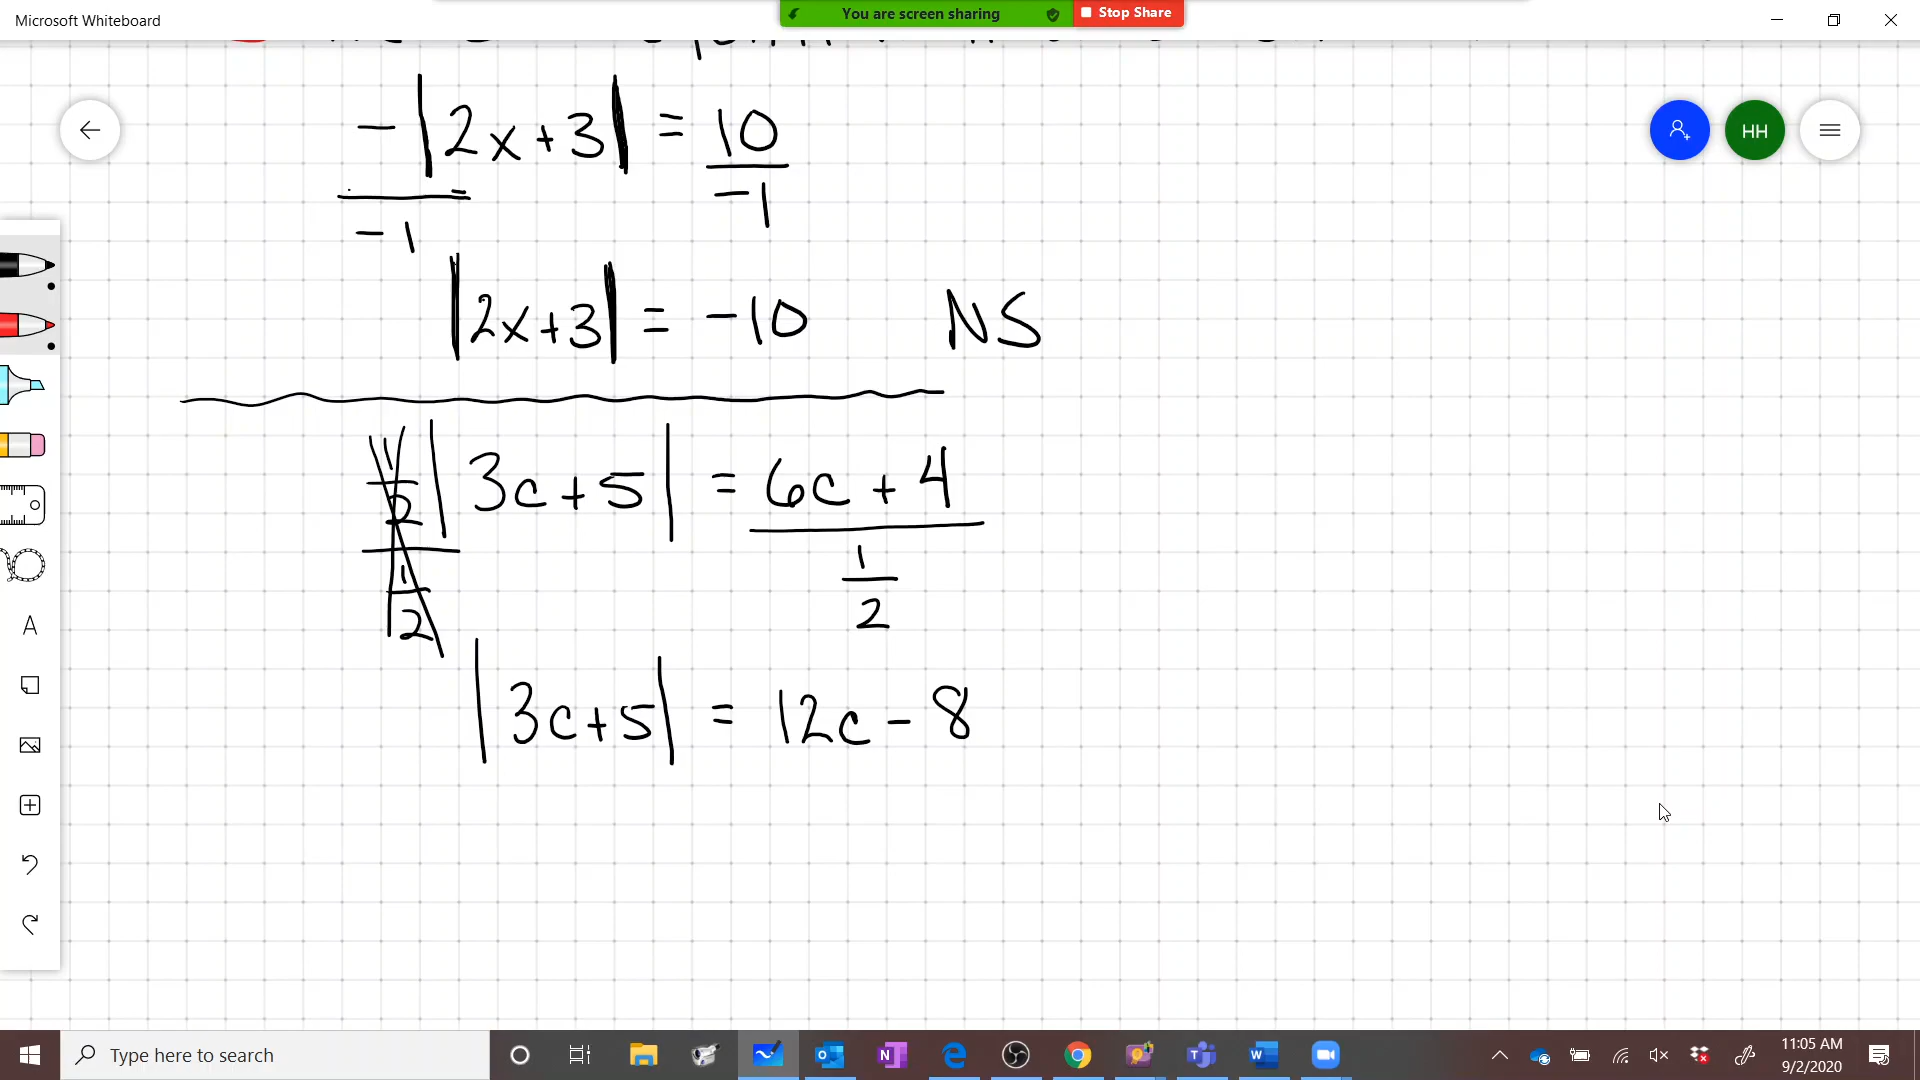 Microsoft Whiteboard
You are screen sharing
Stop Share
HH
-|2x+3| = 10
-1
-1
|2x+3| = -10 NS
1/2 |3c+5| = 6c+4
1/2
1/2
|3c+5| = 12c - 8
A
Type here to search
11:05 AM
9/2/2020